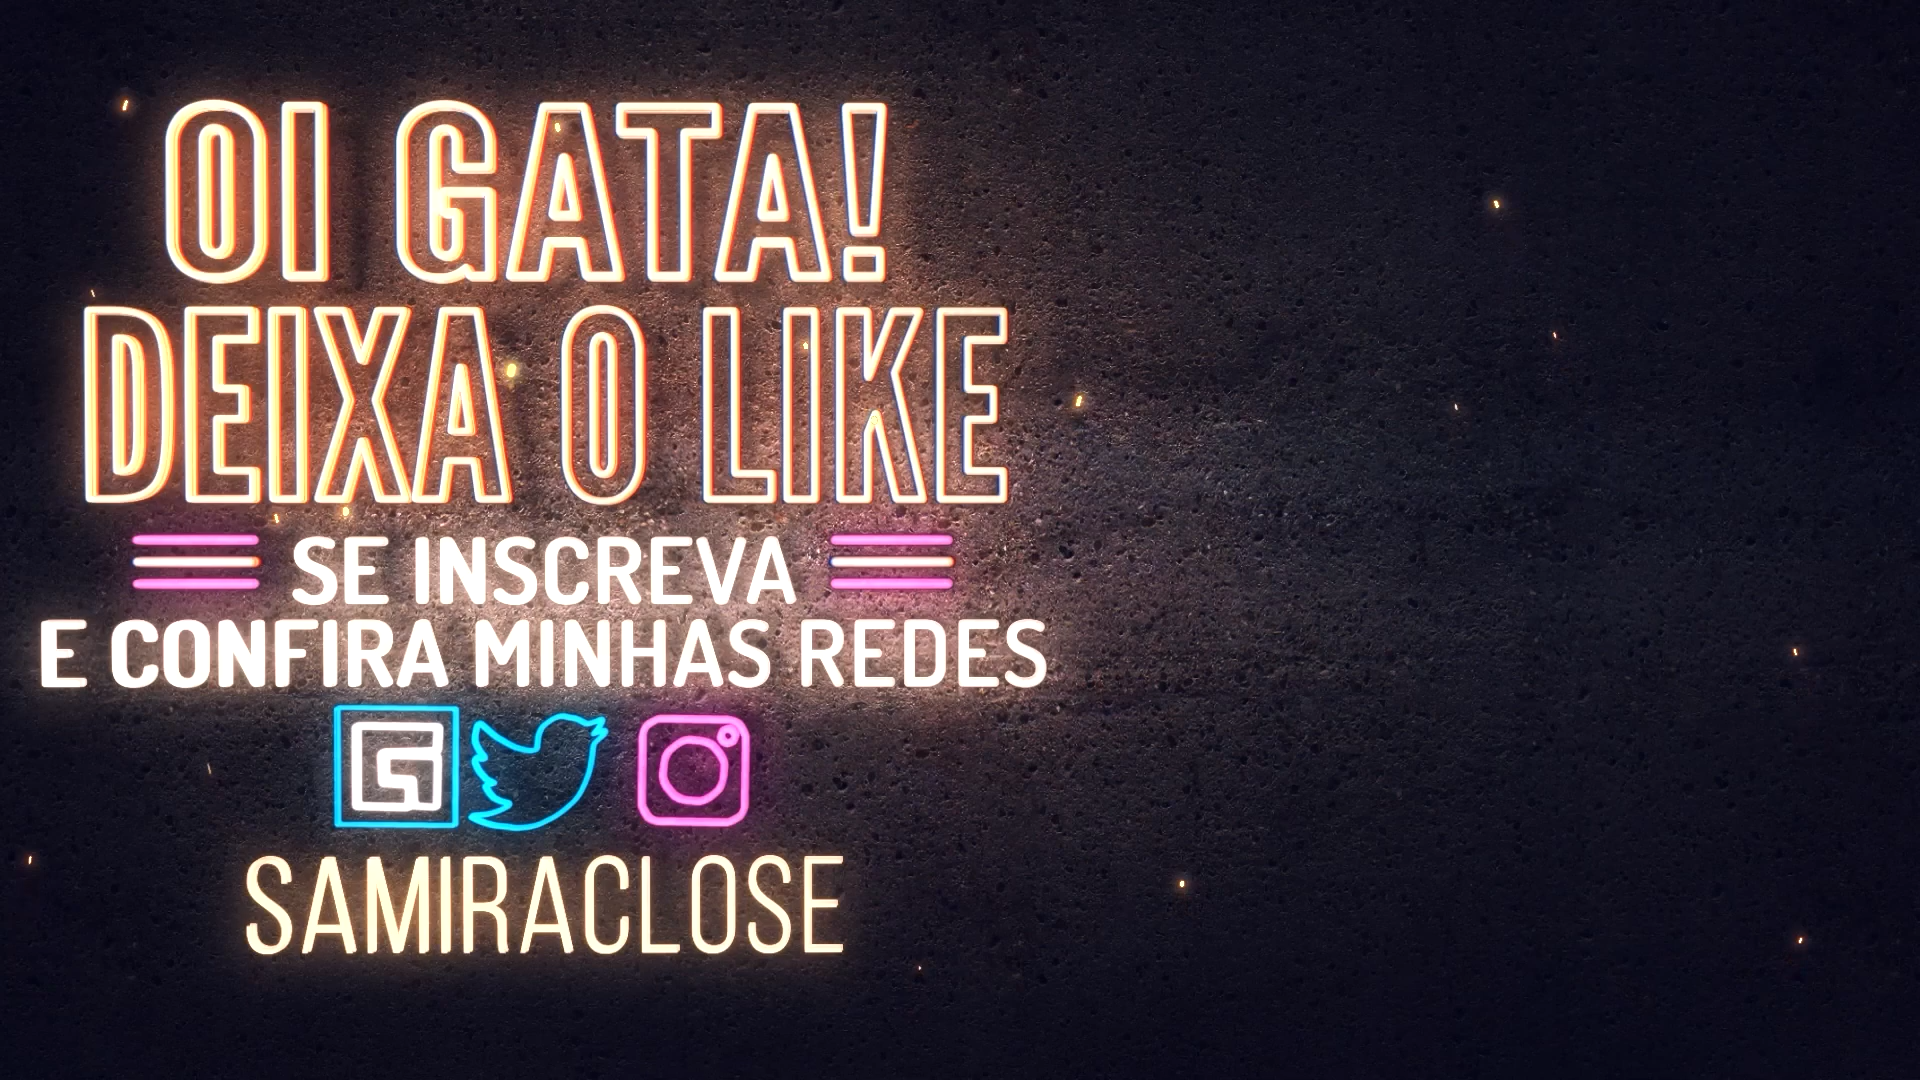 OI GATA!
DEIXA O LIKE
SE INSCREVA
E CONFIRA MINHAS REDES
SAMIRACLOSE